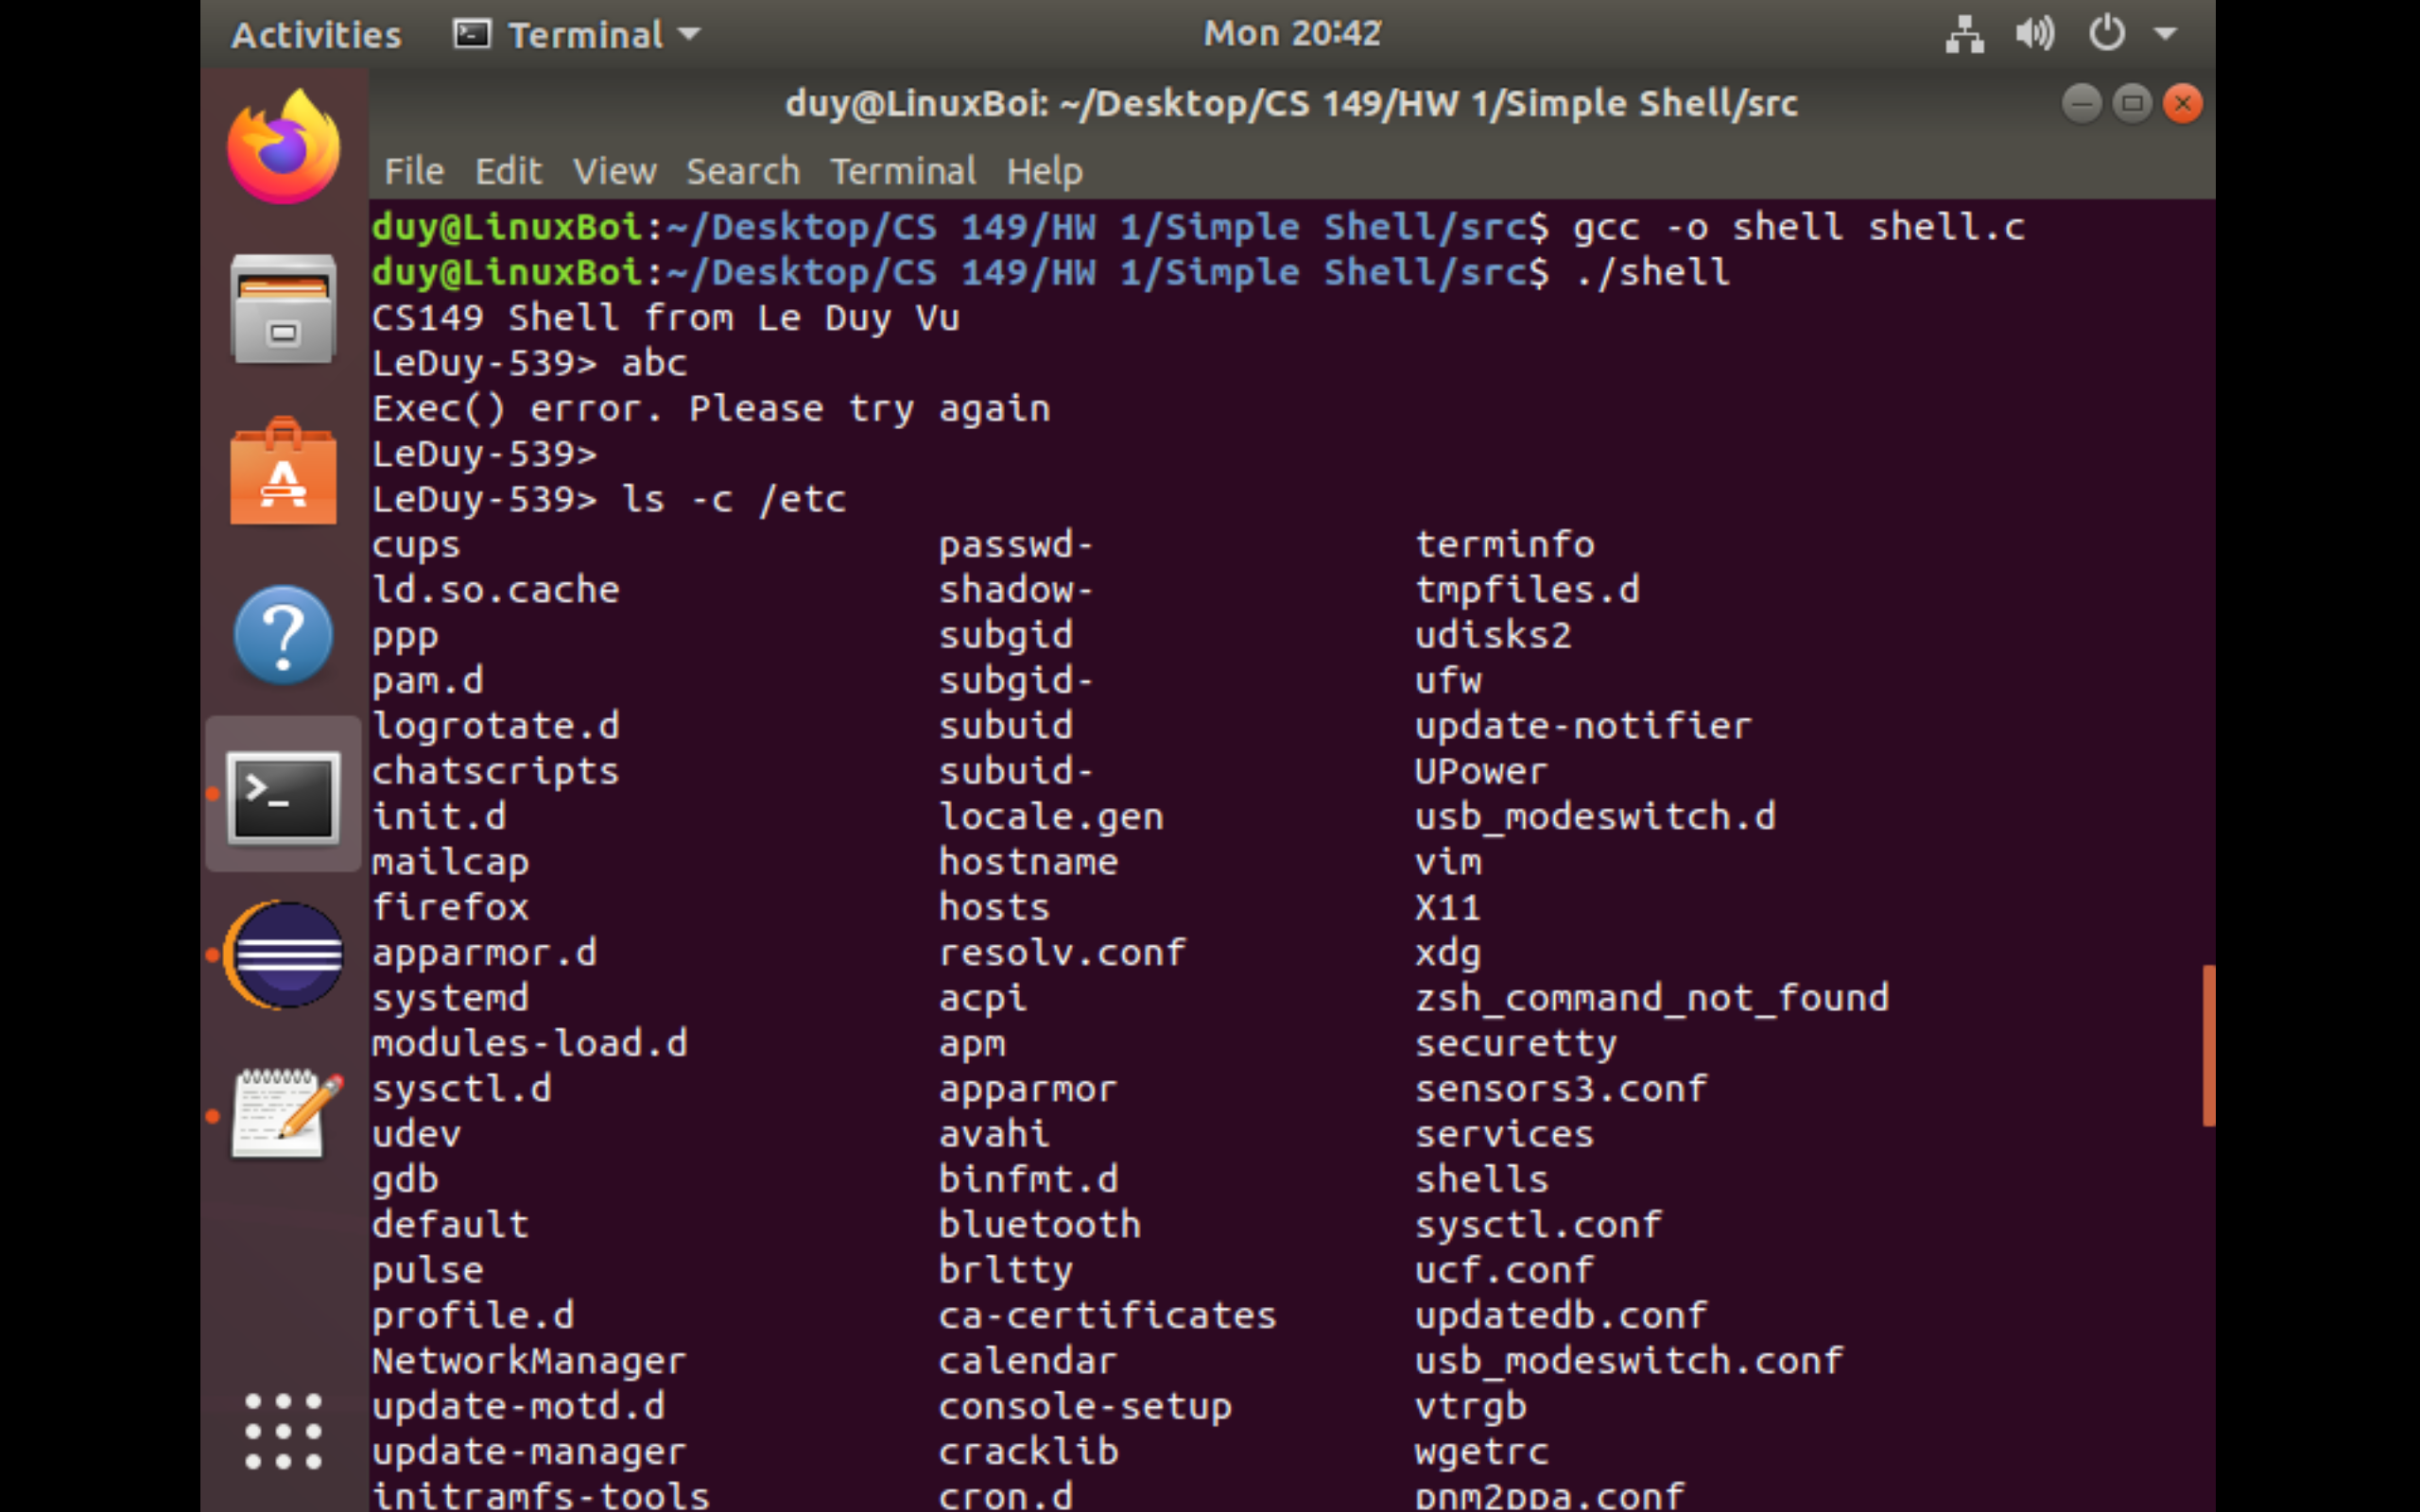 Activities Terminal Mon 20:42
duy@LinuxBoi: ~/Desktop/CS 149/HW 1/Simple Shell/src
File Edit View Search Terminal Help
duy@LinuxBoi:~/Desktop/CS 149/HW 1/Simple Shell/src$ gcc -o shell shell.c
duy@LinuxBoi:~/Desktop/CS 149/HW 1/Simple Shell/src$ ./shell
CS149 Shell from Le Duy Vu
LeDuy-539> abc
Exec() error. Please try again
LeDuy-539>
LeDuy-539> ls -c /etc
cups passwd- terminfo
ld.so.cache shadow- tmpfiles.d
ppp subgid udisks2
pam.d subgid- ufw
logrotate.d subuid update-notifier
chatscripts subuid- UPower
init.d locale.gen usb_modeswitch.d
mailcap hostname vim
firefox hosts X11
apparmor.d resolv.conf xdg
systemd acpi zsh_command_not_found
modules-load.d apm securetty
sysctl.d apparmor sensors3.conf
udev avahi services
gdb binfmt.d shells
default bluetooth sysctl.conf
pulse brltty ucf.conf
profile.d ca-certificates updatedb.conf
NetworkManager calendar usb_modeswitch.conf
update-motd.d console-setup vtrgb
update-manager cracklib wgetrc
initramfs-tools cron.d pnm2ppa.conf